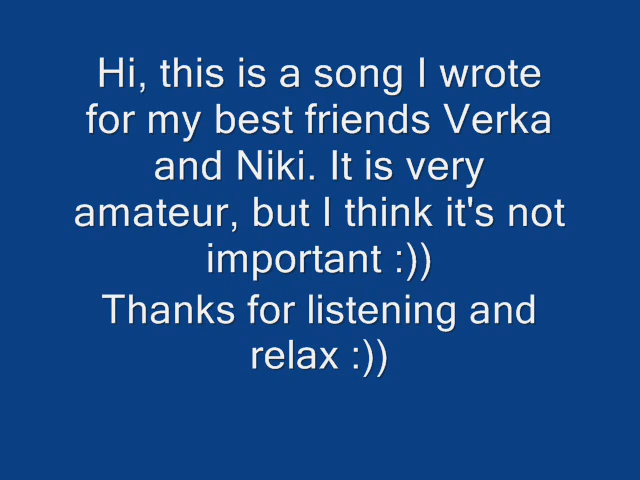 Hi, this is a song I wrote
for my best friends Verka
and Niki. It is very
amateur, but I think it's not
important :))
Thanks for listening and
relax :))